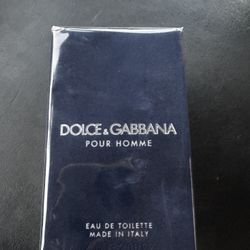 DOLCE & GABBANA
POUR HOMME
EAU DE TOILETTE
MADE IN ITALY